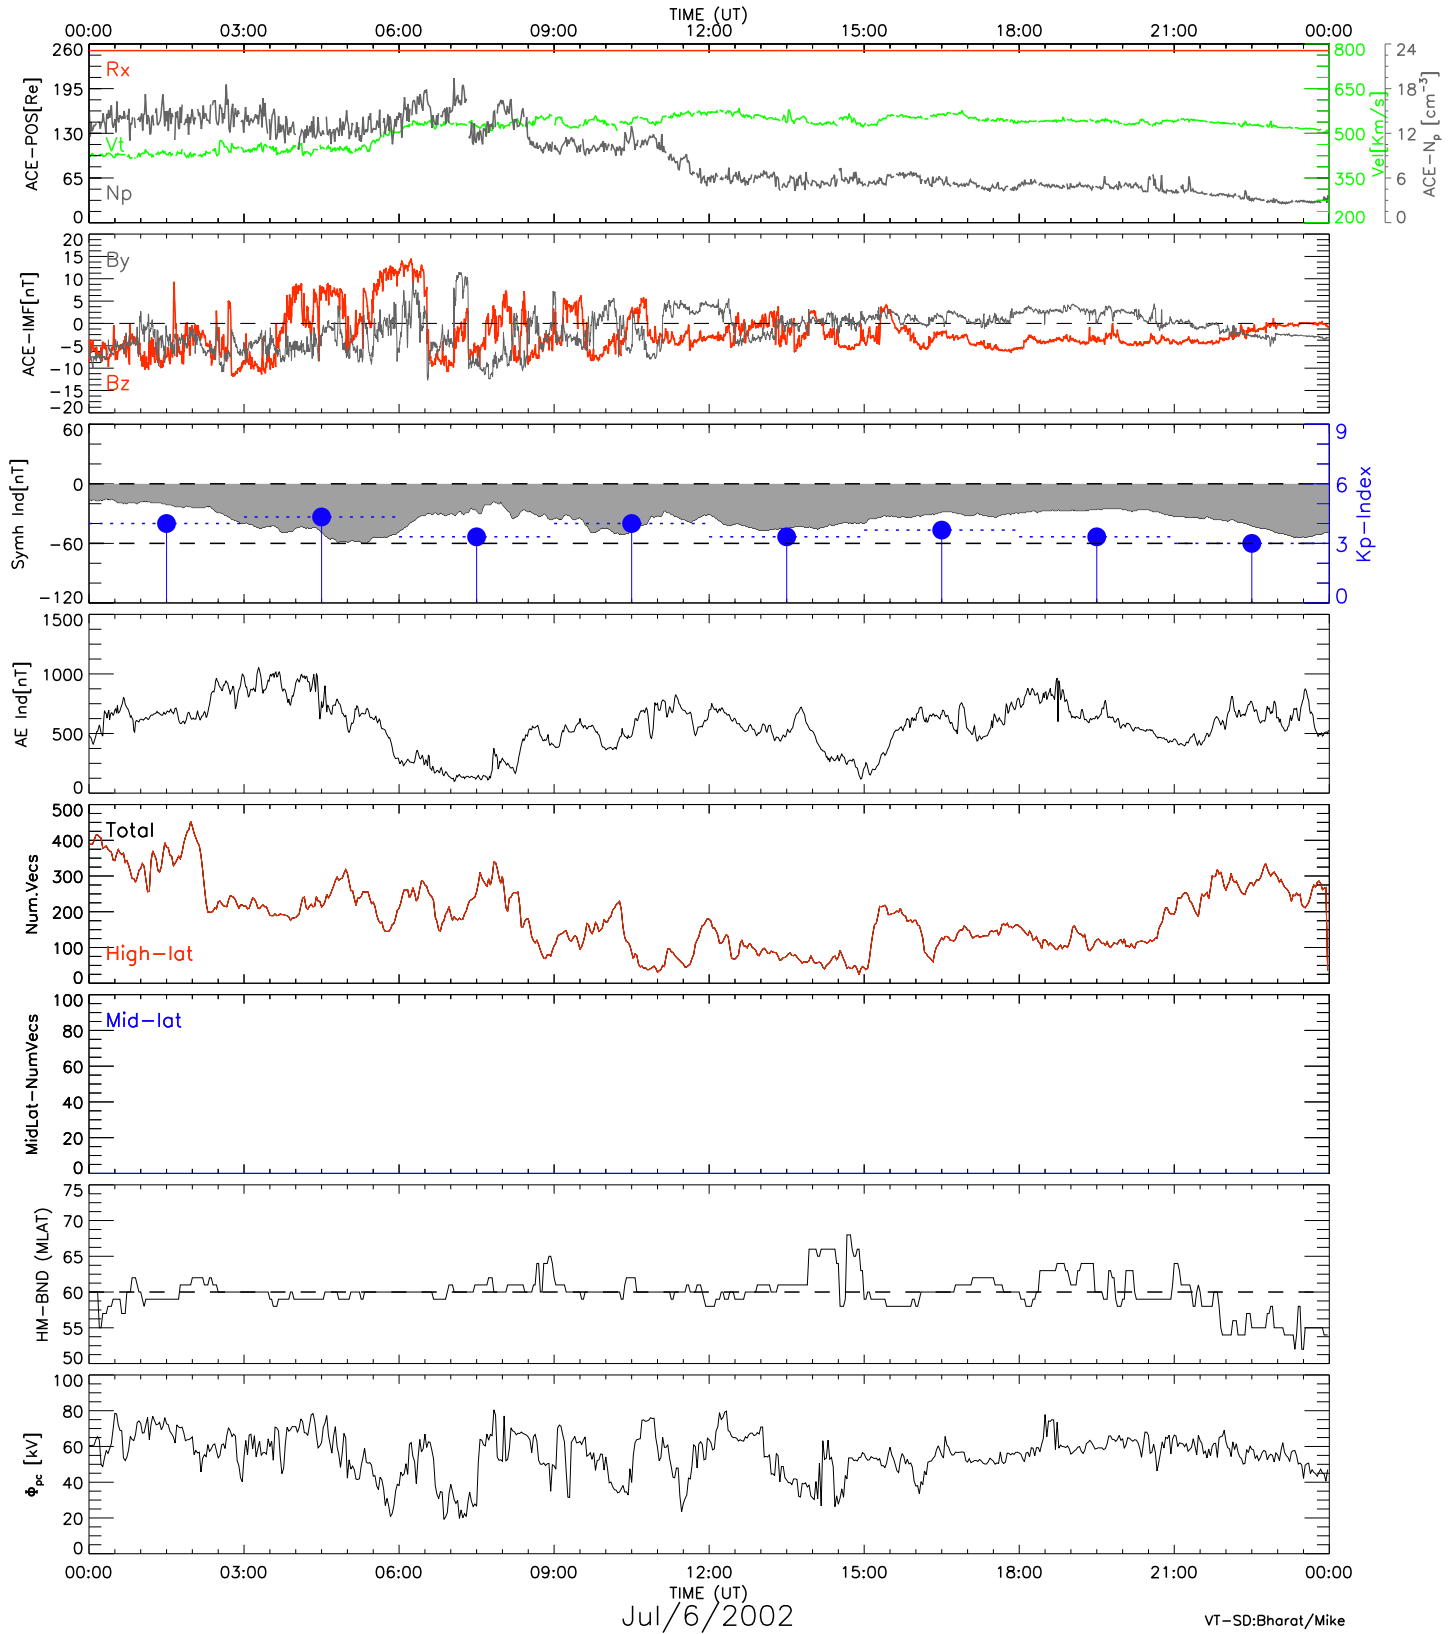 TIME (UT)
00:00 03:00 06:00 09:00 12:00 15:00 18:00 21:00 00:00
ACE-POS[Re]
260
195
130
65
0
Rx
Vt
Np
800
650
500
350
200
Vel[Km/s]
24
18
12
6
0
ACE-Np [cm-3]
ACE-IMF[nT]
20
15
10
5
0
-5
-10
-15
-20
By
Bz
Symh Ind[nT]
60
0
-60
-120
9
6
3
0
Kp-Index
AE Ind[nT]
1500
1000
500
0
Num.Vecs
500
400
300
200
100
0
Total
High-lat
MidLat-NumVecs
100
80
60
40
20
0
Mid-lat
HM-BND (MLAT)
75
70
65
60
55
50
Φpc [kV]
100
80
60
40
20
0
00:00 03:00 06:00 09:00 12:00 15:00 18:00 21:00 00:00
TIME (UT)
Jul/6/2002
VT-SD:Bharat/Mike